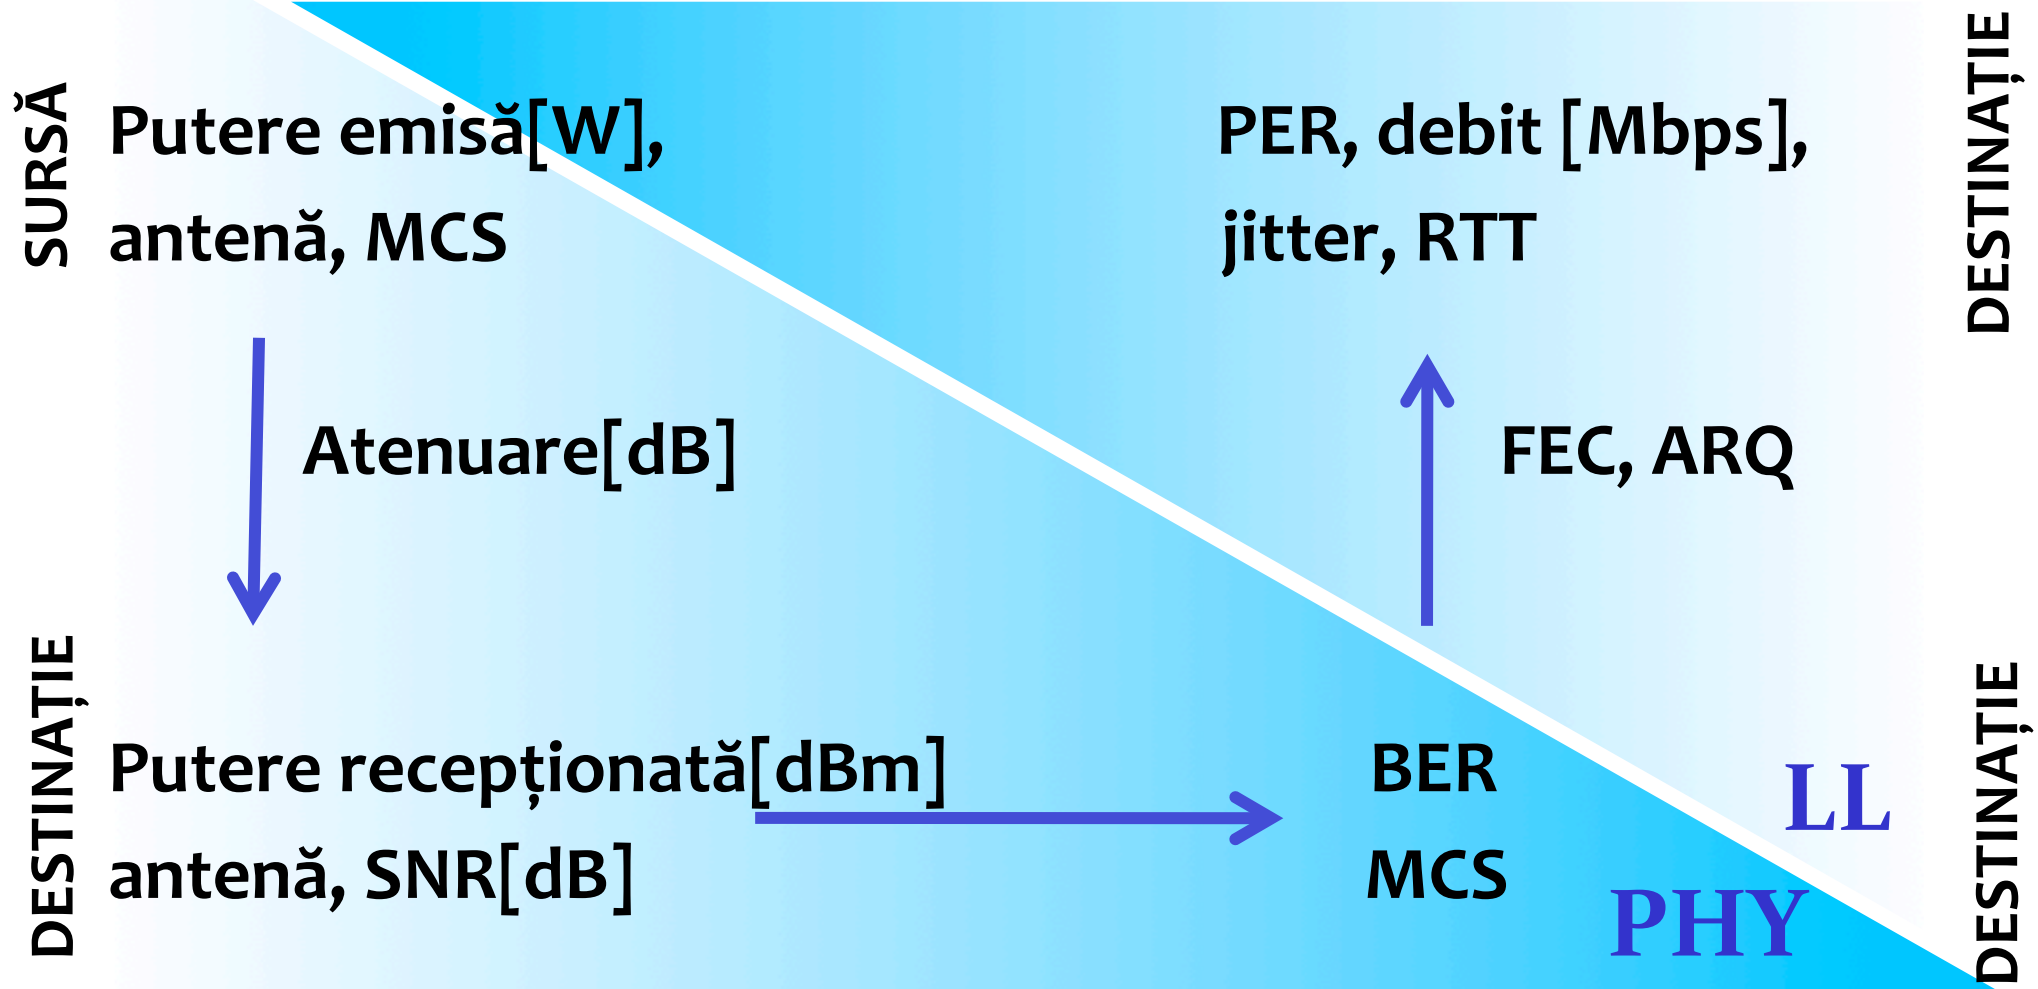 SURSĂ
Putere emisă[W],
antenă, MCS
Atenuare[dB]
DESTINAȚIE
Putere recepționată[dBm]
antenă, SNR[dB]
BER
MCS
PHY
LL
FEC, ARQ
PER, debit [Mbps],
jitter, RTT
DESTINAȚIE
DESTINAȚIE